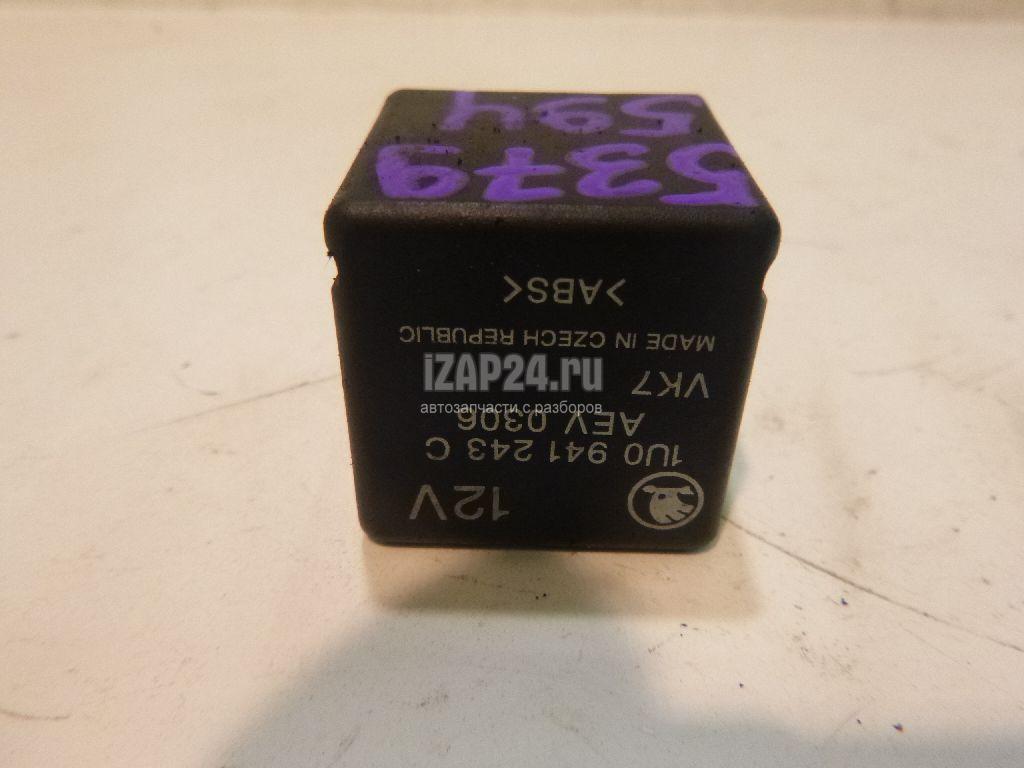 12V
1U0 941 243 C
AEV 0306
VK7
MADE IN CZECH REPUBLIC
>ABS<
5379
594
iZAP24.ru
автозапчасти с разборов